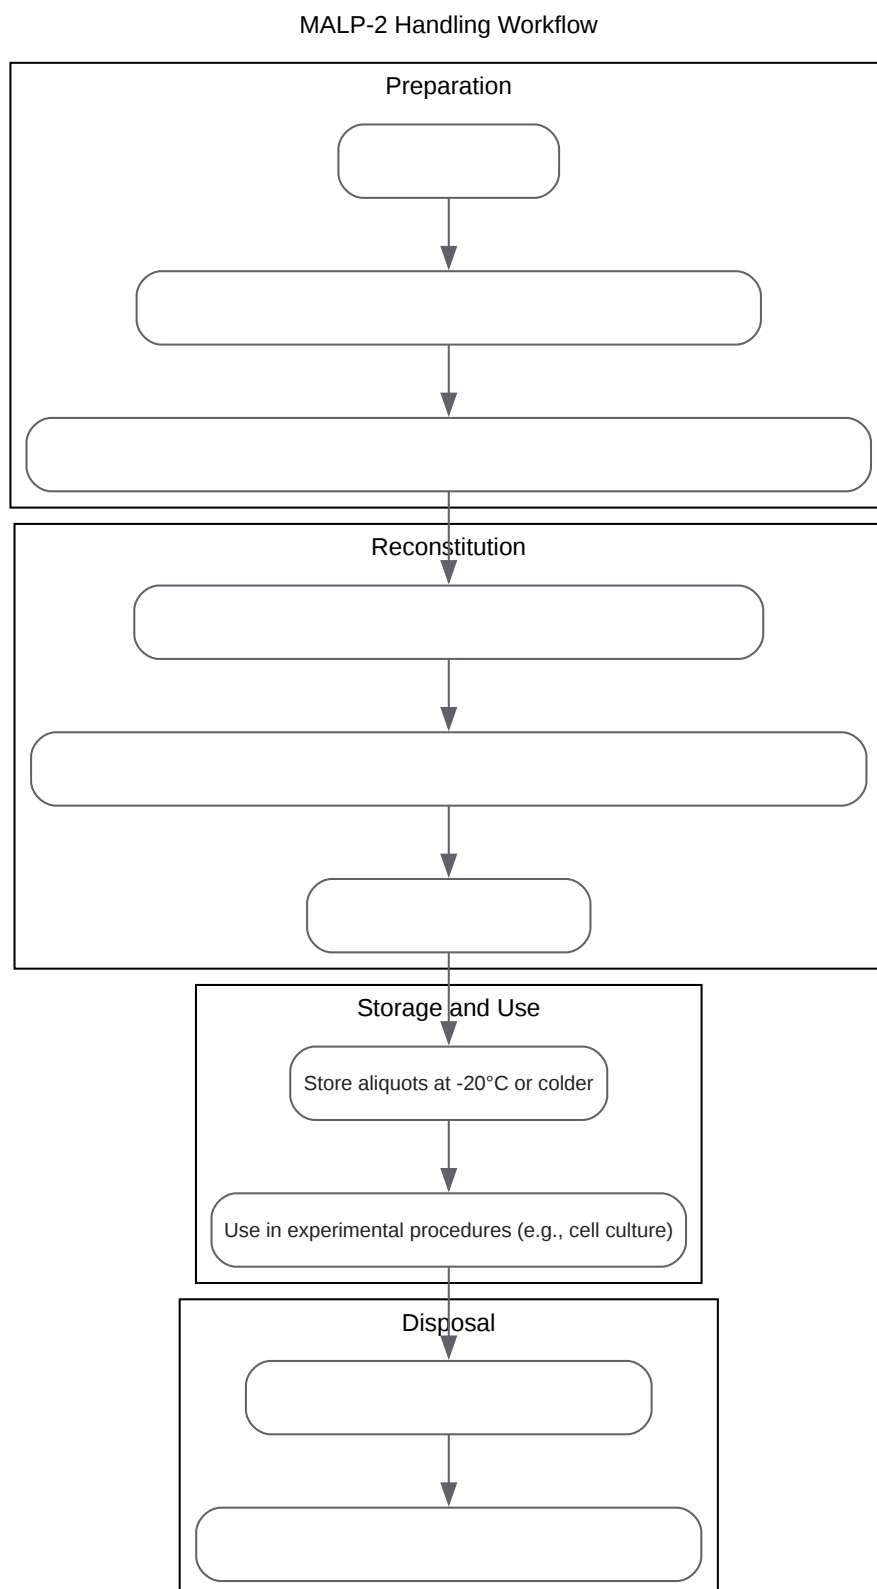 MALP-2 Handling Workflow
Preparation
Reconstitution
Storage and Use
Store aliquots at -20°C or colder
Use in experimental procedures (e.g., cell culture)
Disposal